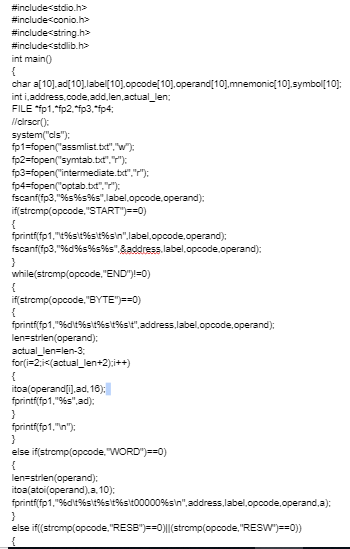 #include<stdio.h>
#include<conio.h>
#include<string.h>
#include<stdlib.h>
int main()
{
char a[10],ad[10],label[10],opcode[10],operand[10],mnemonic[10],symbol[10];
int i,address,code,add,len,actual_len;
FILE *fp1,*fp2,*fp3,*fp4;
//clrscr();
system("cls");
fp1=fopen("assmlist.txt","w");
fp2=fopen("symtab.txt","r");
fp3=fopen("intermediate.txt","r");
fp4=fopen("optab.txt","r");
fscanf(fp3,"%s%s%s",label,opcode,operand);
if(strcmp(opcode,"START")==0)
{
fprintf(fp1,"\t%s\t%s\t%s\n",label,opcode,operand);
fscanf(fp3,"%d%s%s%s",&address,label,opcode,operand);
}
while(strcmp(opcode,"END")!=0)
{
if(strcmp(opcode,"BYTE")==0)
{
fprintf(fp1,"%d\t%s\t%s\t%s\t",address,label,opcode,operand);
len=strlen(operand);
actual_len=len-3;
for(i=2;i<(actual_len+2);i++)
{
itoa(operand[i],ad,16);
fprintf(fp1,"%s",ad);
}
fprintf(fp1,"\n");
}
else if(strcmp(opcode,"WORD")==0)
{
len=strlen(operand);
itoa(atoi(operand),a,10);
fprintf(fp1,"%d\t%s\t%s\t%s\t00000%s\n",address,label,opcode,operand,a);
}
else if((strcmp(opcode,"RESB")==0)||(strcmp(opcode,"RESW")==0))
{